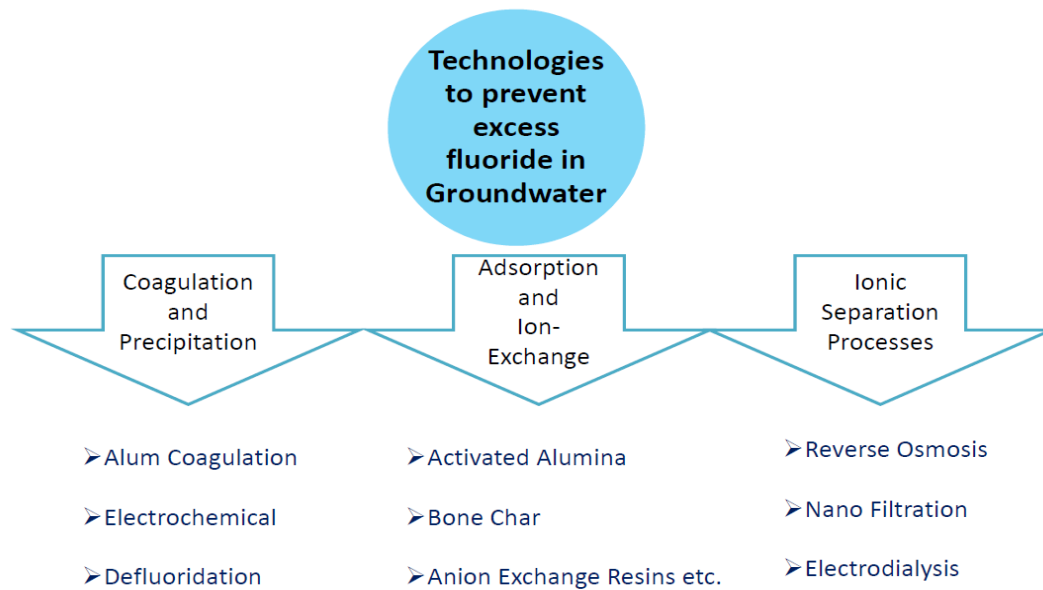 Technologies
to prevent
excess
fluoride in
Groundwater
Coagulation
and
Precipitation
Adsorption
and
Ion-
Exchange
Ionic
Separation
Processes
➢Alum Coagulation
➢Electrochemical
➢Defluoridation
➢Activated Alumina
➢Bone Char
➢Anion Exchange Resins etc.
➢Reverse Osmosis
➢Nano Filtration
➢Electrodialysis